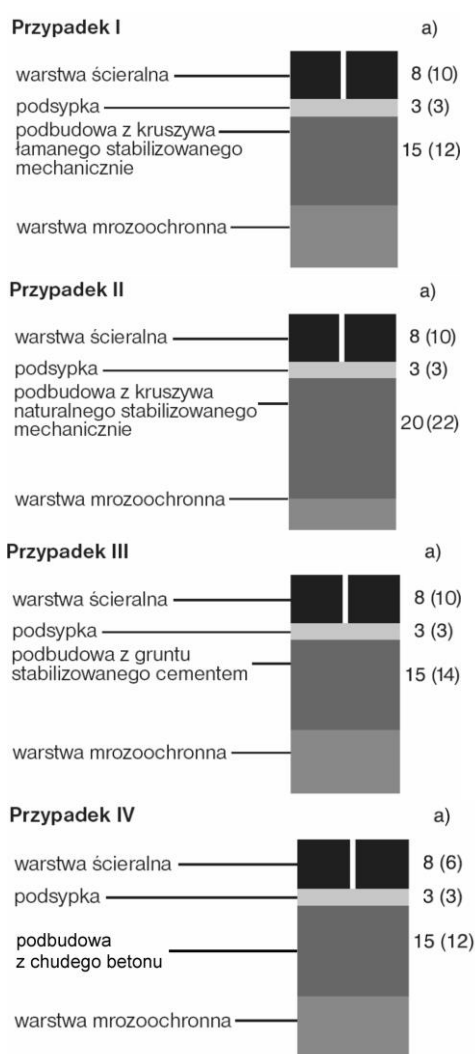 Przypadek I a)
warstwa ścieralna 8 (10)
podsypka 3 (3)
podbudowa z kruszywa
łamanego stabilizowanego 15 (12)
mechanicznie
warstwa mrozoochronna
Przypadek II a)
warstwa ścieralna 8 (10)
podsypka 3 (3)
podbudowa z kruszywa
naturalnego stabilizowanego
mechanicznie 20 (22)
warstwa mrozoochronna
Przypadek III a)
warstwa ścieralna 8 (10)
podsypka 3 (3)
podbudowa z gruntu
stabilizowanego cementem 15 (14)
warstwa mrozoochronna
Przypadek IV a)
warstwa ścieralna 8 (6)
podsypka 3 (3)
podbudowa 15 (12)
z chudego betonu
warstwa mrozoochronna